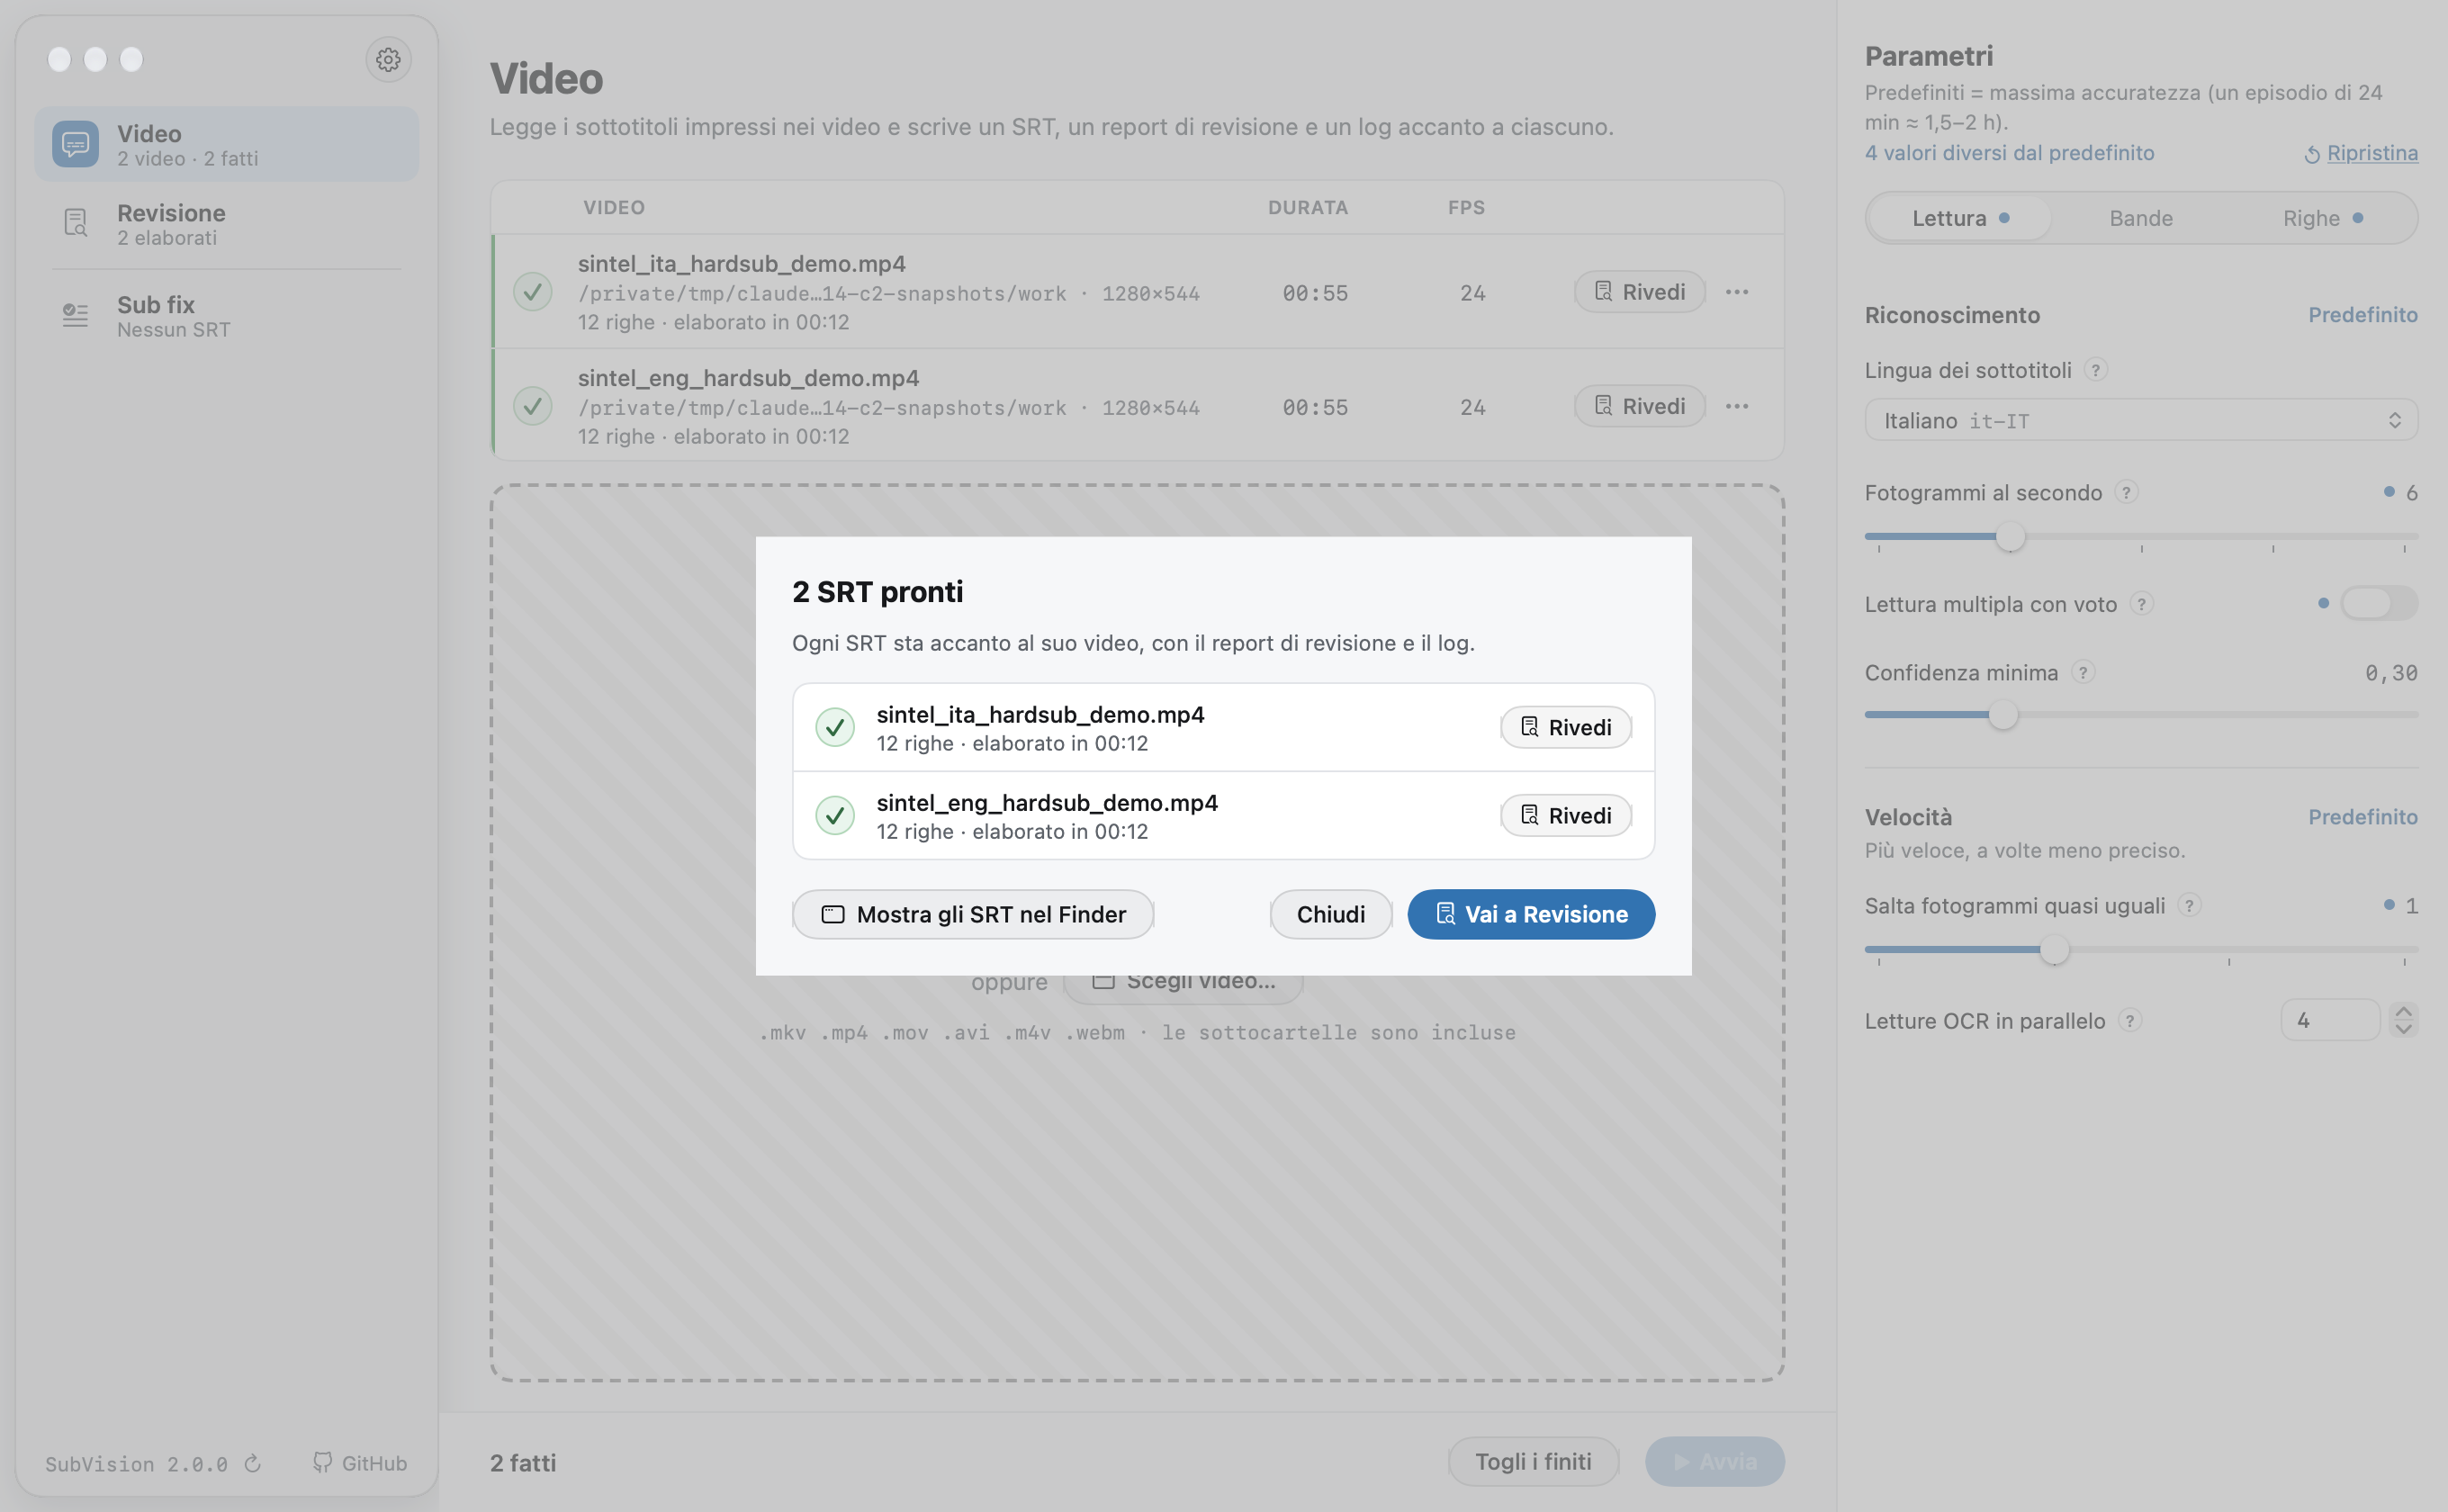 Video
2 video · 2 fatti
Revisione
2 elaborati
Sub fix
Nessun SRT
SubVision 2.0.0
GitHub
Video
Legge i sottotitoli impressi nei video e scrive un SRT, un report di revisione e un log accanto a ciascuno.
VIDEO DURATA FPS
sintel_ita_hardsub_demo.mp4
/private/tmp/claude…14-c2-snapshots/work · 1280×544 00:55 24 Rivedi
12 righe · elaborato in 00:12
sintel_eng_hardsub_demo.mp4
/private/tmp/claude…14-c2-snapshots/work · 1280×544 00:55 24 Rivedi
12 righe · elaborato in 00:12
2 SRT pronti
Ogni SRT sta accanto al suo video, con il report di revisione e il log.
sintel_ita_hardsub_demo.mp4
12 righe · elaborato in 00:12
Rivedi
sintel_eng_hardsub_demo.mp4
12 righe · elaborato in 00:12
Rivedi
Mostra gli SRT nel Finder Chiudi Vai a Revisione
oppure Scegli video…
.mkv .mp4 .mov .avi .m4v .webm · le sottocartelle sono incluse
2 fatti Togli i finiti Avvia
Parametri
Predefiniti = massima accuratezza (un episodio di 24
min ≈ 1,5–2 h).
4 valori diversi dal predefinito Ripristina
Lettura Bande Righe
Riconoscimento Predefinito
Lingua dei sottotitoli ?
Italiano it-IT
Fotogrammi al secondo ? 6
Lettura multipla con voto ?
Confidenza minima ? 0,30
Velocità Predefinito
Più veloce, a volte meno preciso.
Salta fotogrammi quasi uguali ? 1
Letture OCR in parallelo ? 4